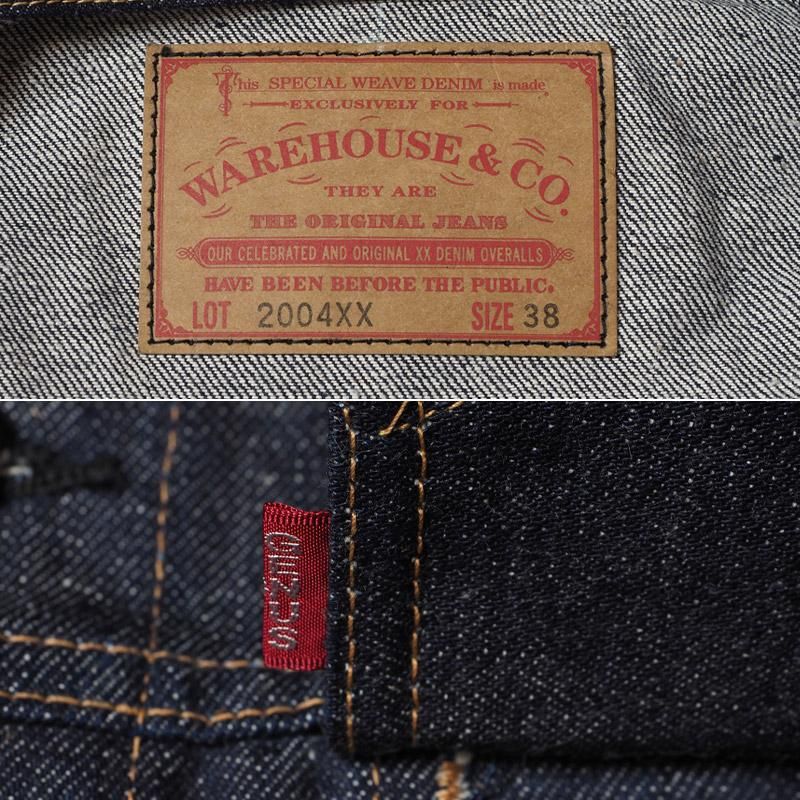 This SPECIAL WEAVE DENIM is made
EXCLUSIVELY FOR
WAREHOUSE & CO.
THEY ARE
THE ORIGINAL JEANS
OUR CELEBRATED AND ORIGINAL XX DENIM OVERALLS
HAVE BEEN BEFORE THE PUBLIC.
LOT 2004XX SIZE 38